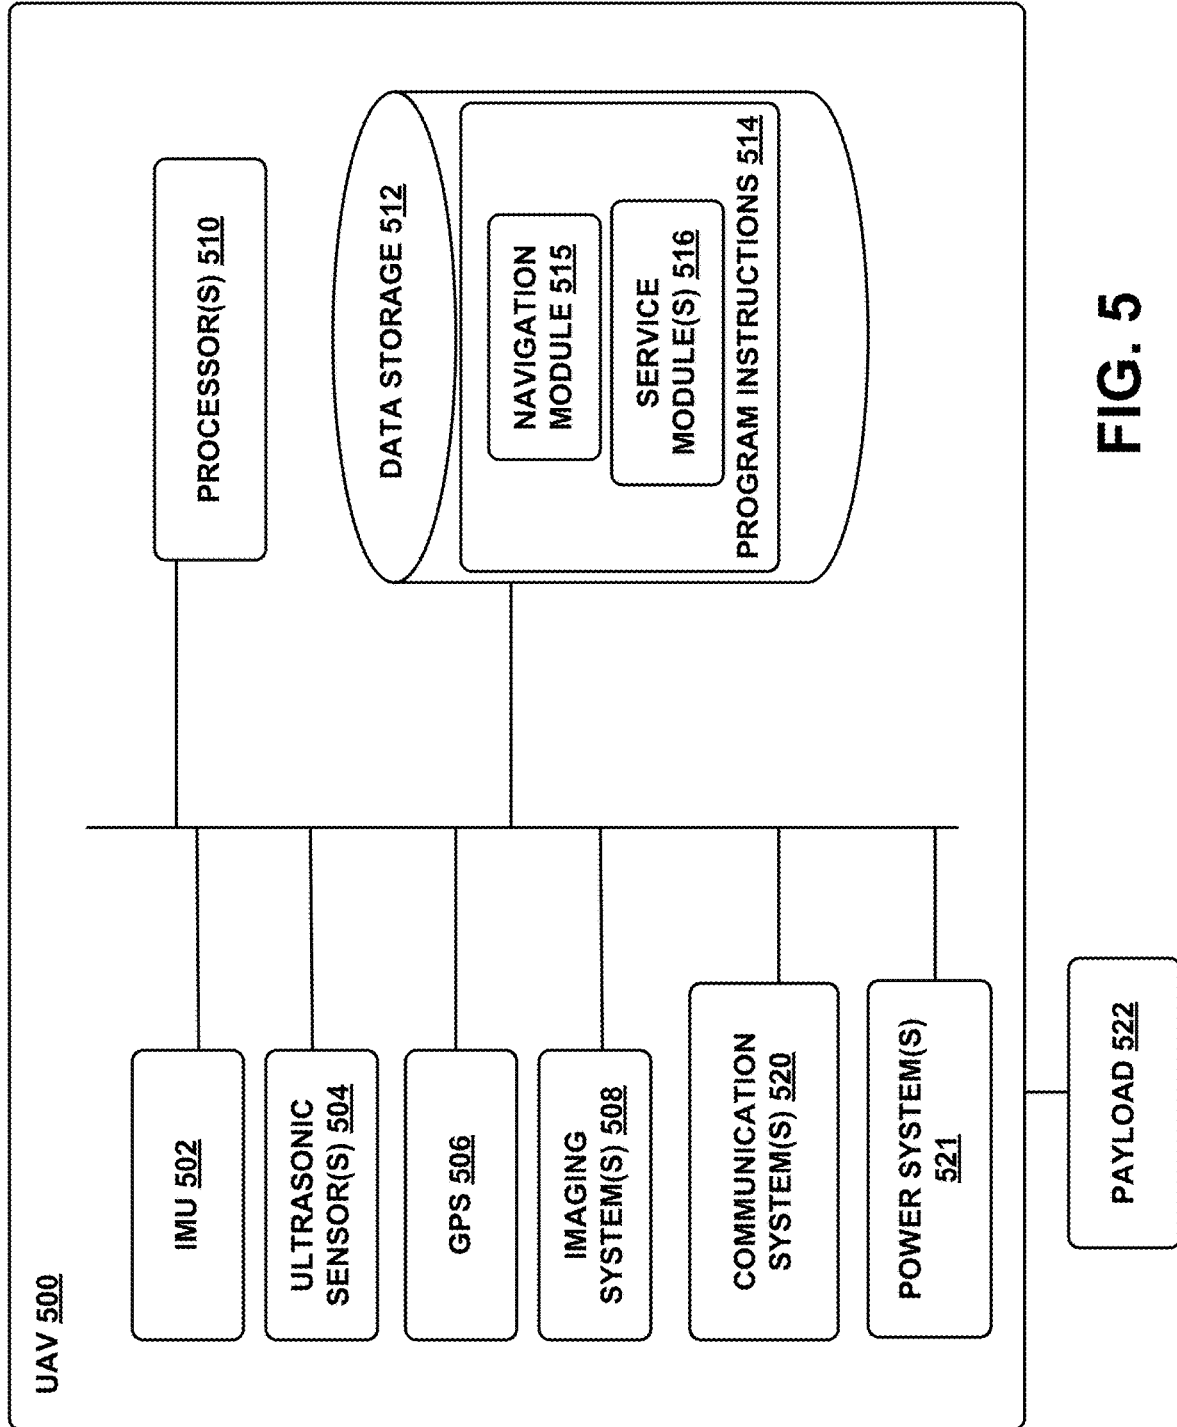 UAV 500
IMU 502
ULTRASONIC
SENSOR(S) 504
GPS 506
IMAGING
SYSTEM(S) 508
COMMUNICATION
SYSTEM(S) 520
POWER SYSTEM(S)
521
PROCESSOR(S) 510
DATA STORAGE 512
NAVIGATION
MODULE 515
SERVICE
MODULE(S) 516
PROGRAM INSTRUCTIONS 514
PAYLOAD 522
FIG. 5